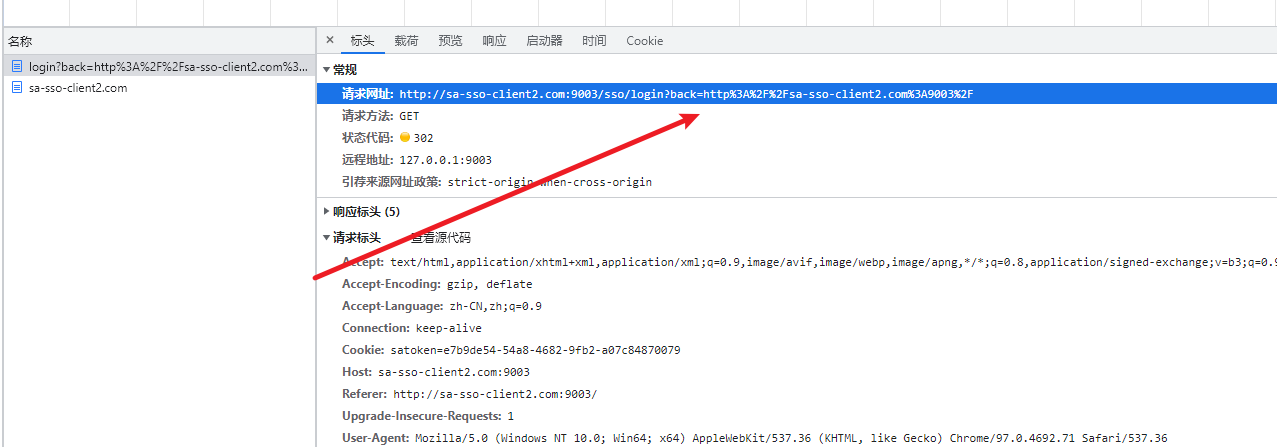 名称
× 标头 载荷 预览 响应 启动器 时间 Cookie
login?back=http%3A%2F%2Fsa-sso-client2.com%3...
sa-sso-client2.com
常规
请求网址: http://sa-sso-client2.com:9003/sso/login?back=http%3A%2F%2Fsa-sso-client2.com%3A9003%2F
请求方法: GET
状态代码: 302
远程地址: 127.0.0.1:9003
引荐来源网址政策: strict-origin-when-cross-origin
响应标头 (5)
请求标头 查看源代码
Accept: text/html,application/xhtml+xml,application/xml;q=0.9,image/avif,image/webp,image/apng,*/*;q=0.8,application/signed-exchange;v=b3;q=0.9
Accept-Encoding: gzip, deflate
Accept-Language: zh-CN,zh;q=0.9
Connection: keep-alive
Cookie: satoken=e7b9de54-54a8-4682-9fb2-a07c84870079
Host: sa-sso-client2.com:9003
Referer: http://sa-sso-client2.com:9003/
Upgrade-Insecure-Requests: 1
User-Agent: Mozilla/5.0 (Windows NT 10.0; Win64; x64) AppleWebKit/537.36 (KHTML, like Gecko) Chrome/97.0.4692.71 Safari/537.36